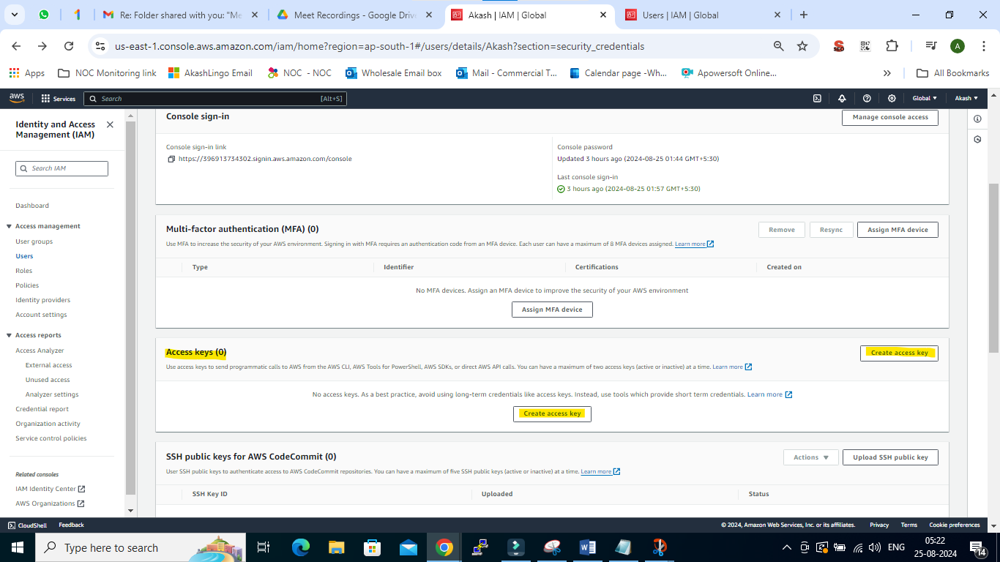 Re: Folder shared with you: "Me
Meet Recordings - Google Driv
Akash | IAM | Global
Users | IAM | Global
us-east-1.console.aws.amazon.com/iam/home?region=ap-south-1#/users/details/Akash?section=security_credentials
SEO
A
Apps
NOC Monitoring link
AkashLingo Email
NOC - NOC
Wholesale Email box
Mail - Commercial T...
Calendar page -Wh...
Apowersoft Online...
All Bookmarks
aws
Services
Search
[Alt+S]
Global
Akash
Identity and Access
Management (IAM)
Search IAM
Dashboard
Access management
User groups
Users
Roles
Policies
Identity providers
Account settings
Access reports
Access Analyzer
External access
Unused access
Analyzer settings
Credential report
Organization activity
Service control policies
Related consoles
IAM Identity Center
AWS Organizations
Console sign-in
Manage console access
Console sign-in link
https://396913734302.signin.aws.amazon.com/console
Console password
Updated 3 hours ago (2024-08-25 01:44 GMT+5:30)
Last console sign-in
3 hours ago (2024-08-25 01:57 GMT+5:30)
Multi-factor authentication (MFA) (0)
Use MFA to increase the security of your AWS environment. Signing in with MFA requires an authentication code from an MFA device. Each user can have a maximum of 8 MFA devices assigned. Learn more
Remove
Resync
Assign MFA device
Type
Identifier
Certifications
Created on
No MFA devices. Assign an MFA device to improve the security of your AWS environment
Assign MFA device
Access keys (0)
Create access key
Use access keys to send programmatic calls to AWS from the AWS CLI, AWS Tools for PowerShell, AWS SDKs, or direct AWS API calls. You can have a maximum of two access keys (active or inactive) at a time. Learn more
No access keys. As a best practice, avoid using long-term credentials like access keys. Instead, use tools which provide short term credentials. Learn more
Create access key
SSH public keys for AWS CodeCommit (0)
Actions
Upload SSH public key
User SSH public keys to authenticate access to AWS CodeCommit repositories. You can have a maximum of five SSH public keys (active or inactive) at a time. Learn more
SSH Key ID
Uploaded
Status
CloudShell
Feedback
© 2024, Amazon Web Services, Inc. or its affiliates.
Privacy
Terms
Cookie preferences
Type here to search
ENG
05:22
25-08-2024
14